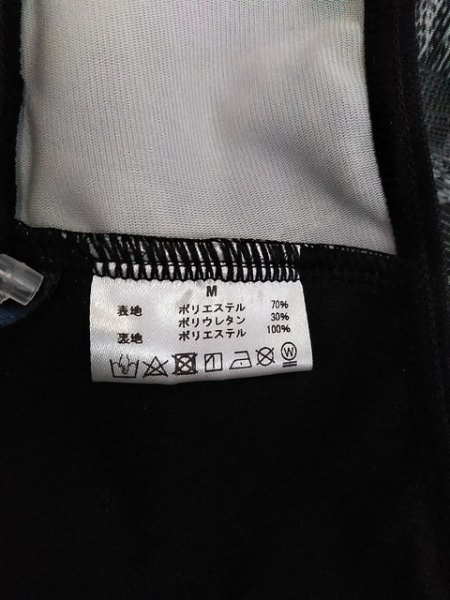 M
表地 ポリエステル 70%
ポリウレタン 30%
裏地 ポリエステル 100%
W